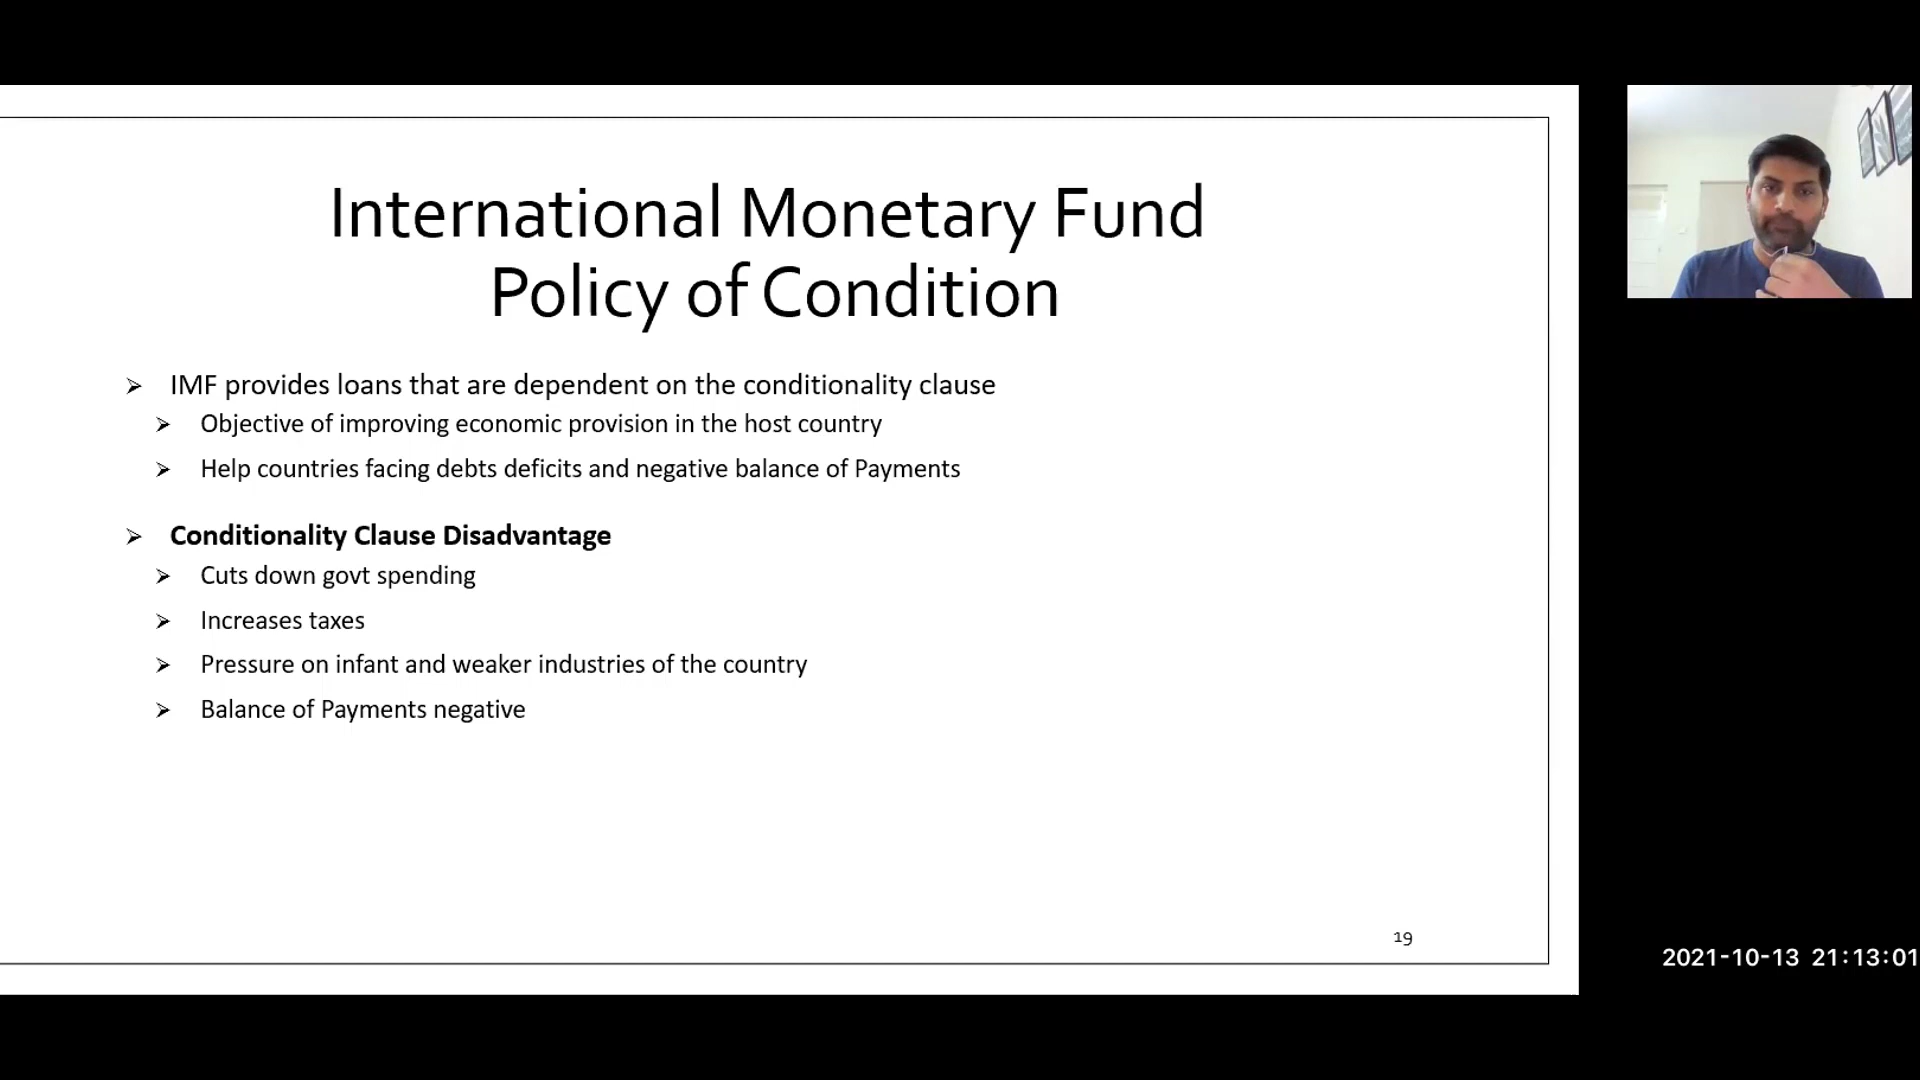 International Monetary Fund
Policy of Condition
IMF provides loans that are dependent on the conditionality clause
Objective of improving economic provision in the host country
Help countries facing debts deficits and negative balance of Payments
Conditionality Clause Disadvantage
Cuts down govt spending
Increases taxes
Pressure on infant and weaker industries of the country
Balance of Payments negative
19
2021-10-13 21:13:01